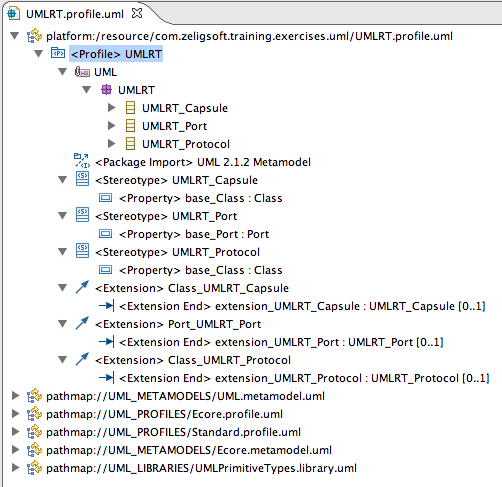 UMLRT.profile.uml
platform:/resource/com.zeligsoft.training.exercises.uml/UMLRT.profile.uml
<Profile> UMLRT
UML
UMLRT
UMLRT_Capsule
UMLRT_Port
UMLRT_Protocol
<Package Import> UML 2.1.2 Metamodel
<Stereotype> UMLRT_Capsule
<Property> base_Class : Class
<Stereotype> UMLRT_Port
<Property> base_Port : Port
<Stereotype> UMLRT_Protocol
<Property> base_Class : Class
<Extension> Class_UMLRT_Capsule
<Extension End> extension_UMLRT_Capsule : UMLRT_Capsule [0..1]
<Extension> Port_UMLRT_Port
<Extension End> extension_UMLRT_Port : UMLRT_Port [0..1]
<Extension> Class_UMLRT_Protocol
<Extension End> extension_UMLRT_Protocol : UMLRT_Protocol [0..1]
pathmap://UML_METAMODELS/UML.metamodel.uml
pathmap://UML_PROFILES/Ecore.profile.uml
pathmap://UML_PROFILES/Standard.profile.uml
pathmap://UML_METAMODELS/Ecore.metamodel.uml
pathmap://UML_LIBRARIES/UMLPrimitiveTypes.library.uml